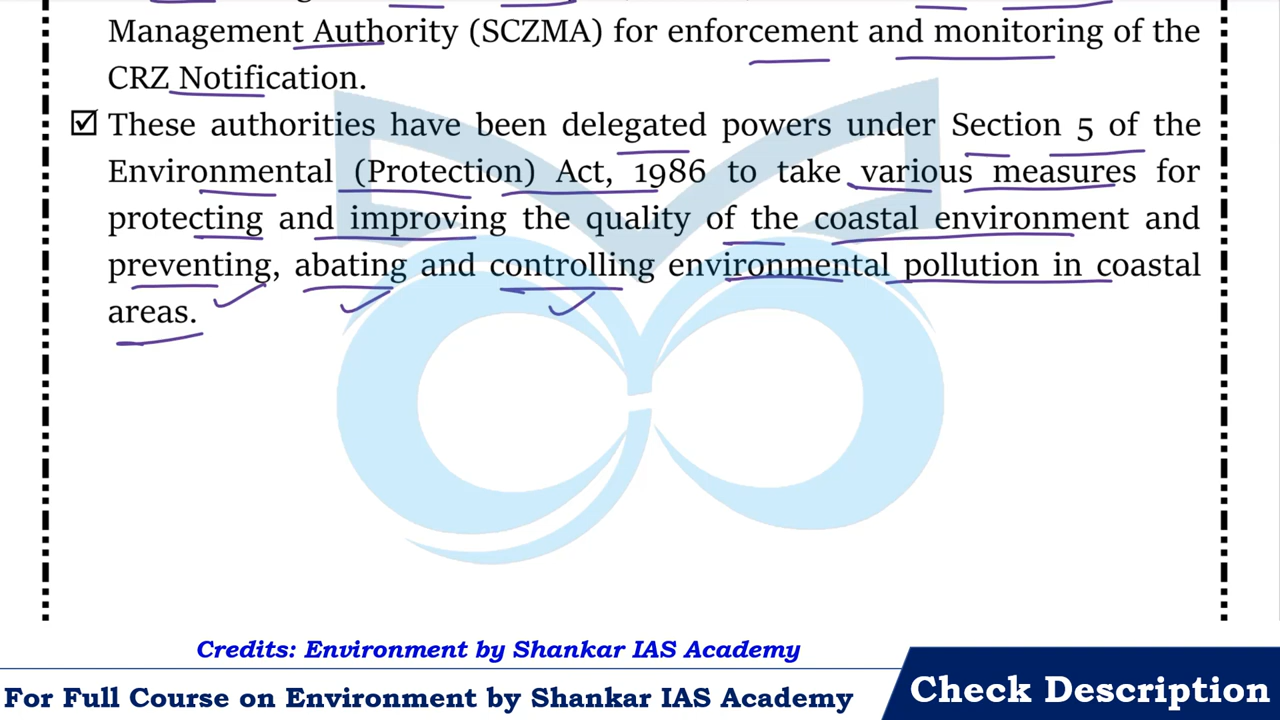 Management Authority (SCZMA) for enforcement and monitoring of the
CRZ Notification.
☑ These authorities have been delegated powers under Section 5 of the
Environmental (Protection) Act, 1986 to take various measures for
protecting and improving the quality of the coastal environment and
preventing, abating and controlling environmental pollution in coastal
areas.
Credits: Environment by Shankar IAS Academy
For Full Course on Environment by Shankar IAS Academy
Check Description